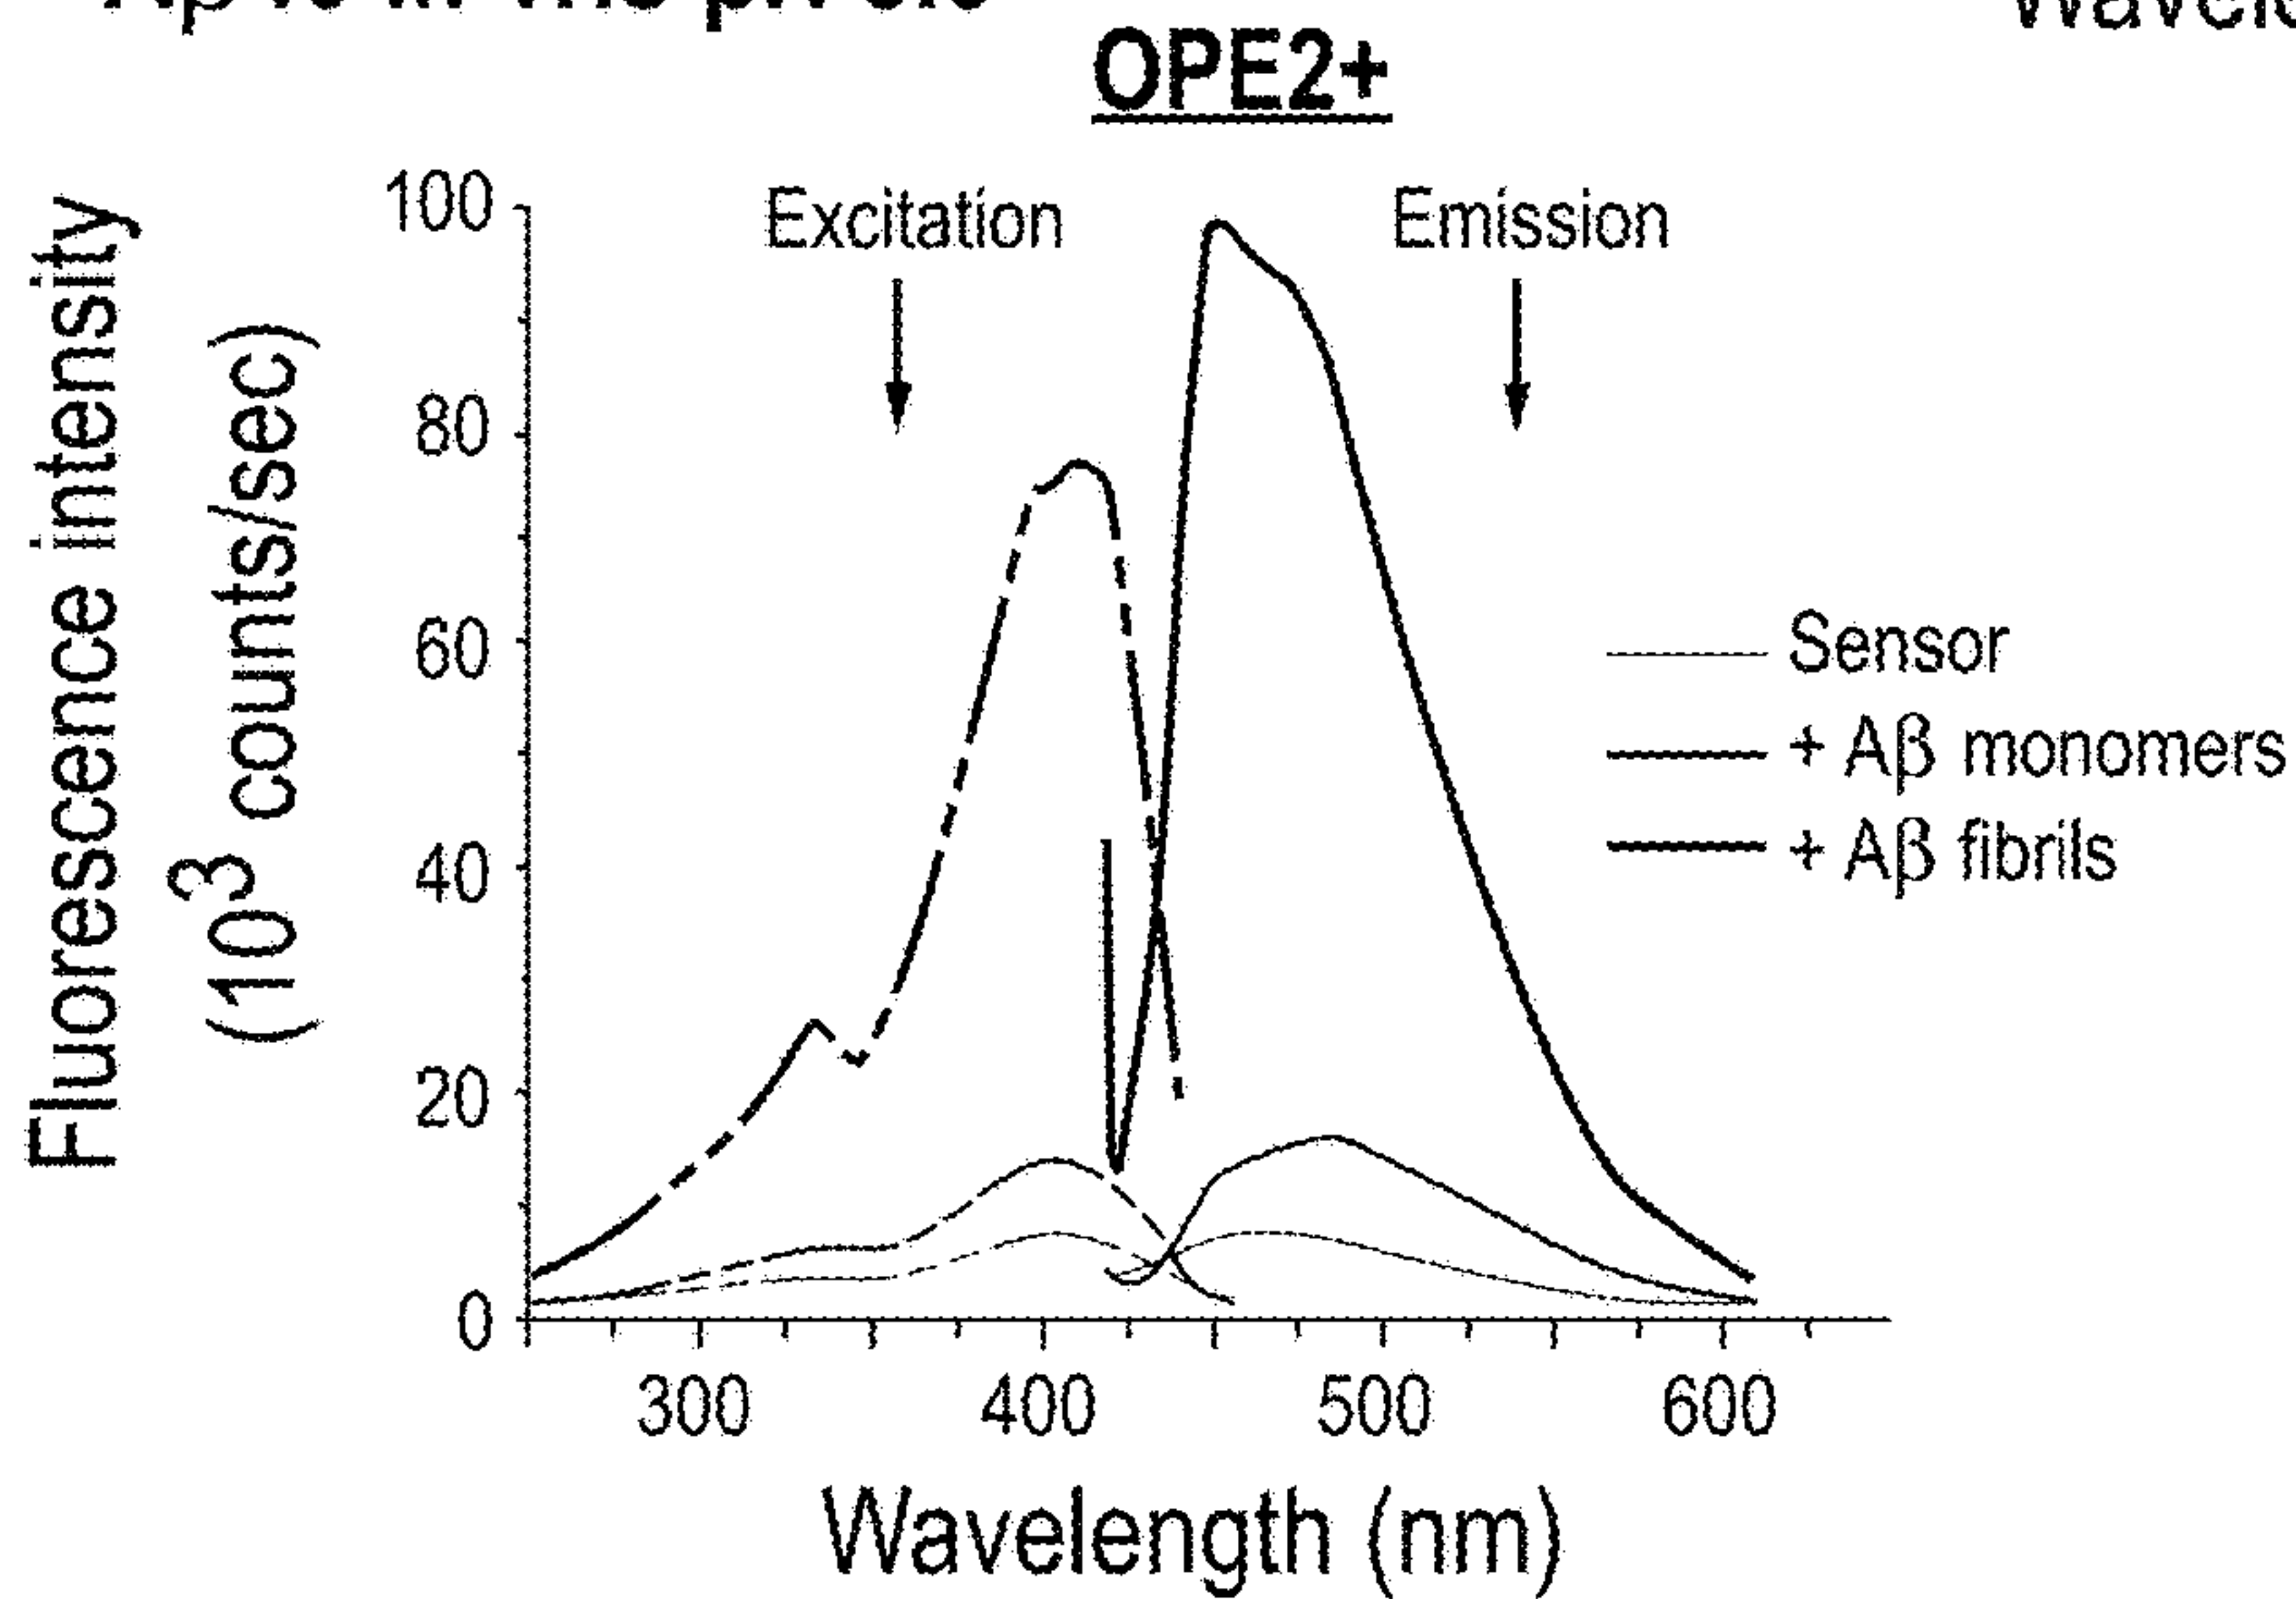 OPE2+
Fluorescence intensity
(10³ counts/sec)
100
80
60
40
20
0
Excitation
Emission
Sensor
+ Aβ monomers
+ Aβ fibrils
300 400 500 600
Wavelength (nm)